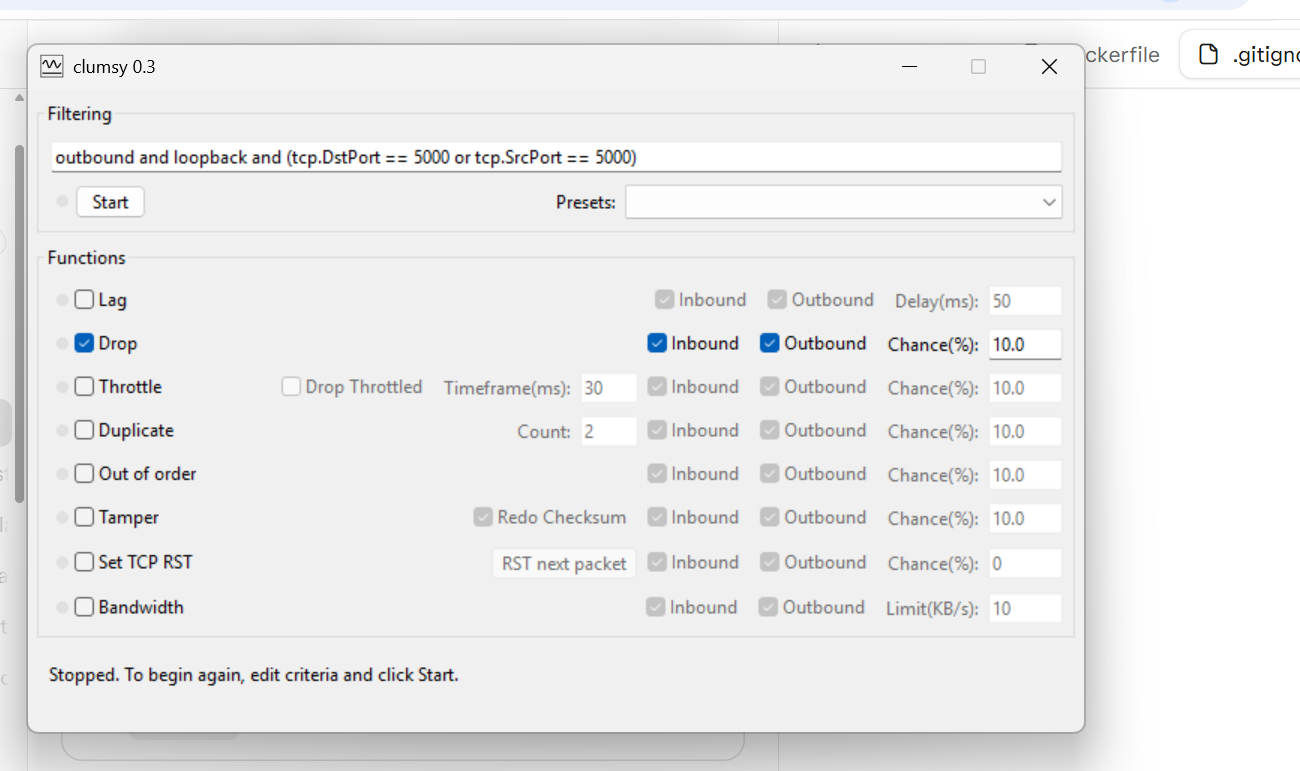 ckerfile
.gitign
clumsy 0.3
Filtering
outbound and loopback and (tcp.DstPort == 5000 or tcp.SrcPort == 5000)
Start Presets:
Functions
Lag Inbound Outbound Delay(ms): 50
Drop Inbound Outbound Chance(%): 10.0
Throttle Drop Throttled Timeframe(ms): 30 Inbound Outbound Chance(%): 10.0
Duplicate Count: 2 Inbound Outbound Chance(%): 10.0
Out of order Inbound Outbound Chance(%): 10.0
Tamper Redo Checksum Inbound Outbound Chance(%): 10.0
Set TCP RST RST next packet Inbound Outbound Chance(%): 0
Bandwidth Inbound Outbound Limit(KB/s): 10
Stopped. To begin again, edit criteria and click Start.